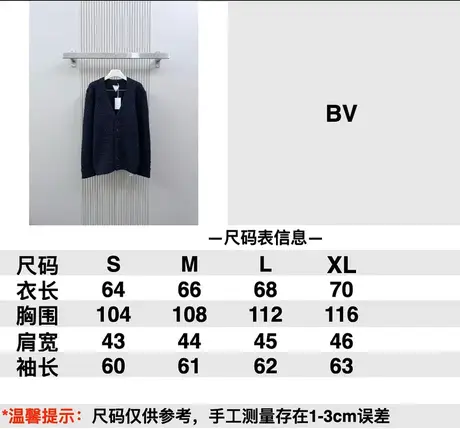 BV
—尺码表信息—
尺码 S M L XL
衣长 64 66 68 70
胸围 104 108 112 116
肩宽 43 44 45 46
袖长 60 61 62 63
*温馨提示：尺码仅供参考，手工测量存在1-3cm误差